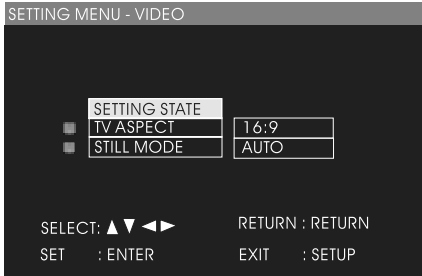 SETTING MENU - VIDEO
SETTING STATE
TV ASPECT 16:9
STILL MODE AUTO
SELECT: ▲▼◄► RETURN : RETURN
SET : ENTER EXIT : SETUP